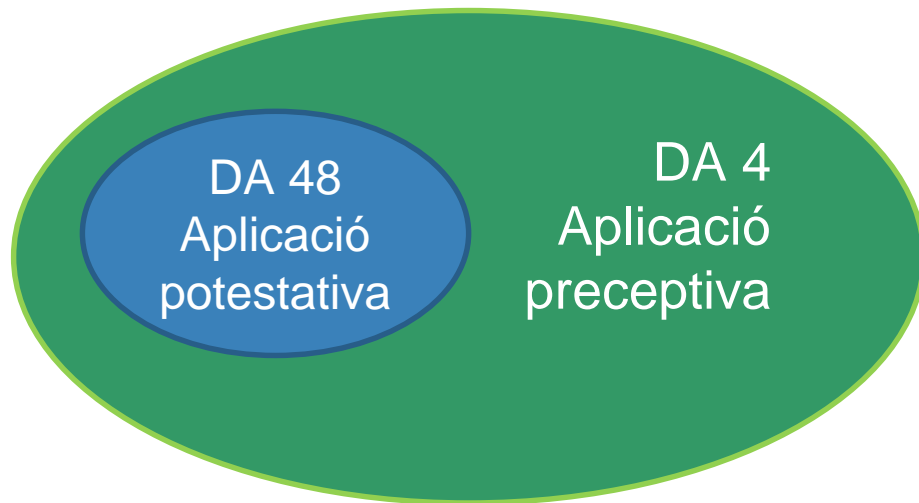 DA 48
Aplicació
potestativa
DA 4
Aplicació
preceptiva